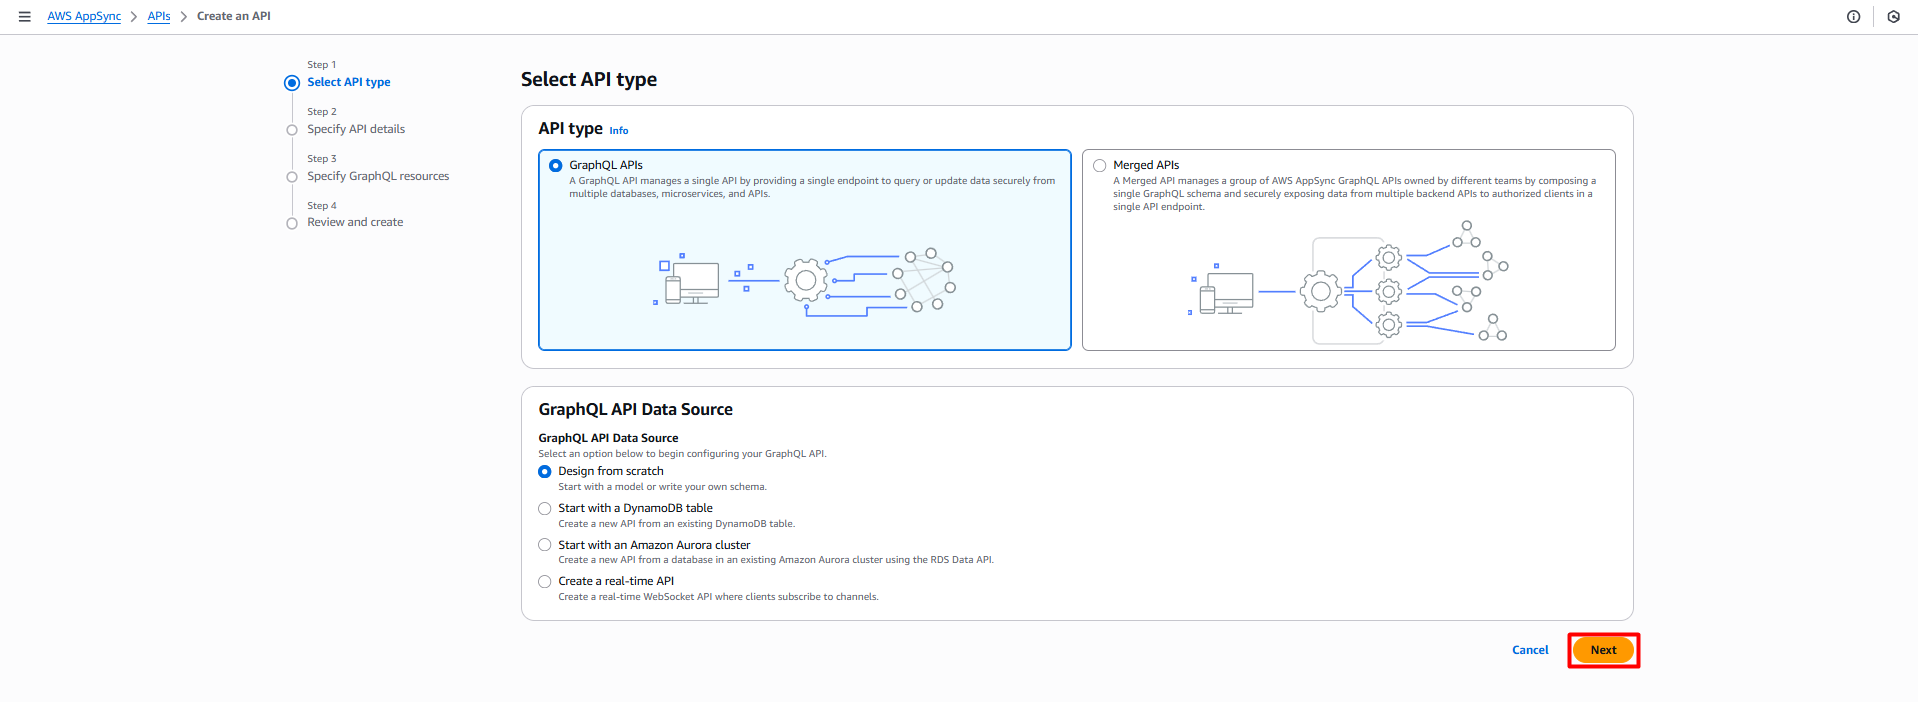 AWS AppSync > APIs > Create an API
Step 1
Select API type
Step 2
Specify API details
Step 3
Specify GraphQL resources
Step 4
Review and create
Select API type
API type Info
GraphQL APIs
A GraphQL API manages a single API by providing a single endpoint to query or update data securely from
multiple databases, microservices, and APIs.
Merged APIs
A Merged API manages a group of AWS AppSync GraphQL APIs owned by different teams by composing a
single GraphQL schema and securely exposing data from multiple backend APIs to authorized clients in a
single API endpoint.
GraphQL API Data Source
GraphQL API Data Source
Select an option below to begin configuring your GraphQL API.
Design from scratch
Start with a model or write your own schema.
Start with a DynamoDB table
Create a new API from an existing DynamoDB table.
Start with an Amazon Aurora cluster
Create a new API from a database in an existing Amazon Aurora cluster using the RDS Data API.
Create a real-time API
Create a real-time WebSocket API where clients subscribe to channels.
Cancel Next